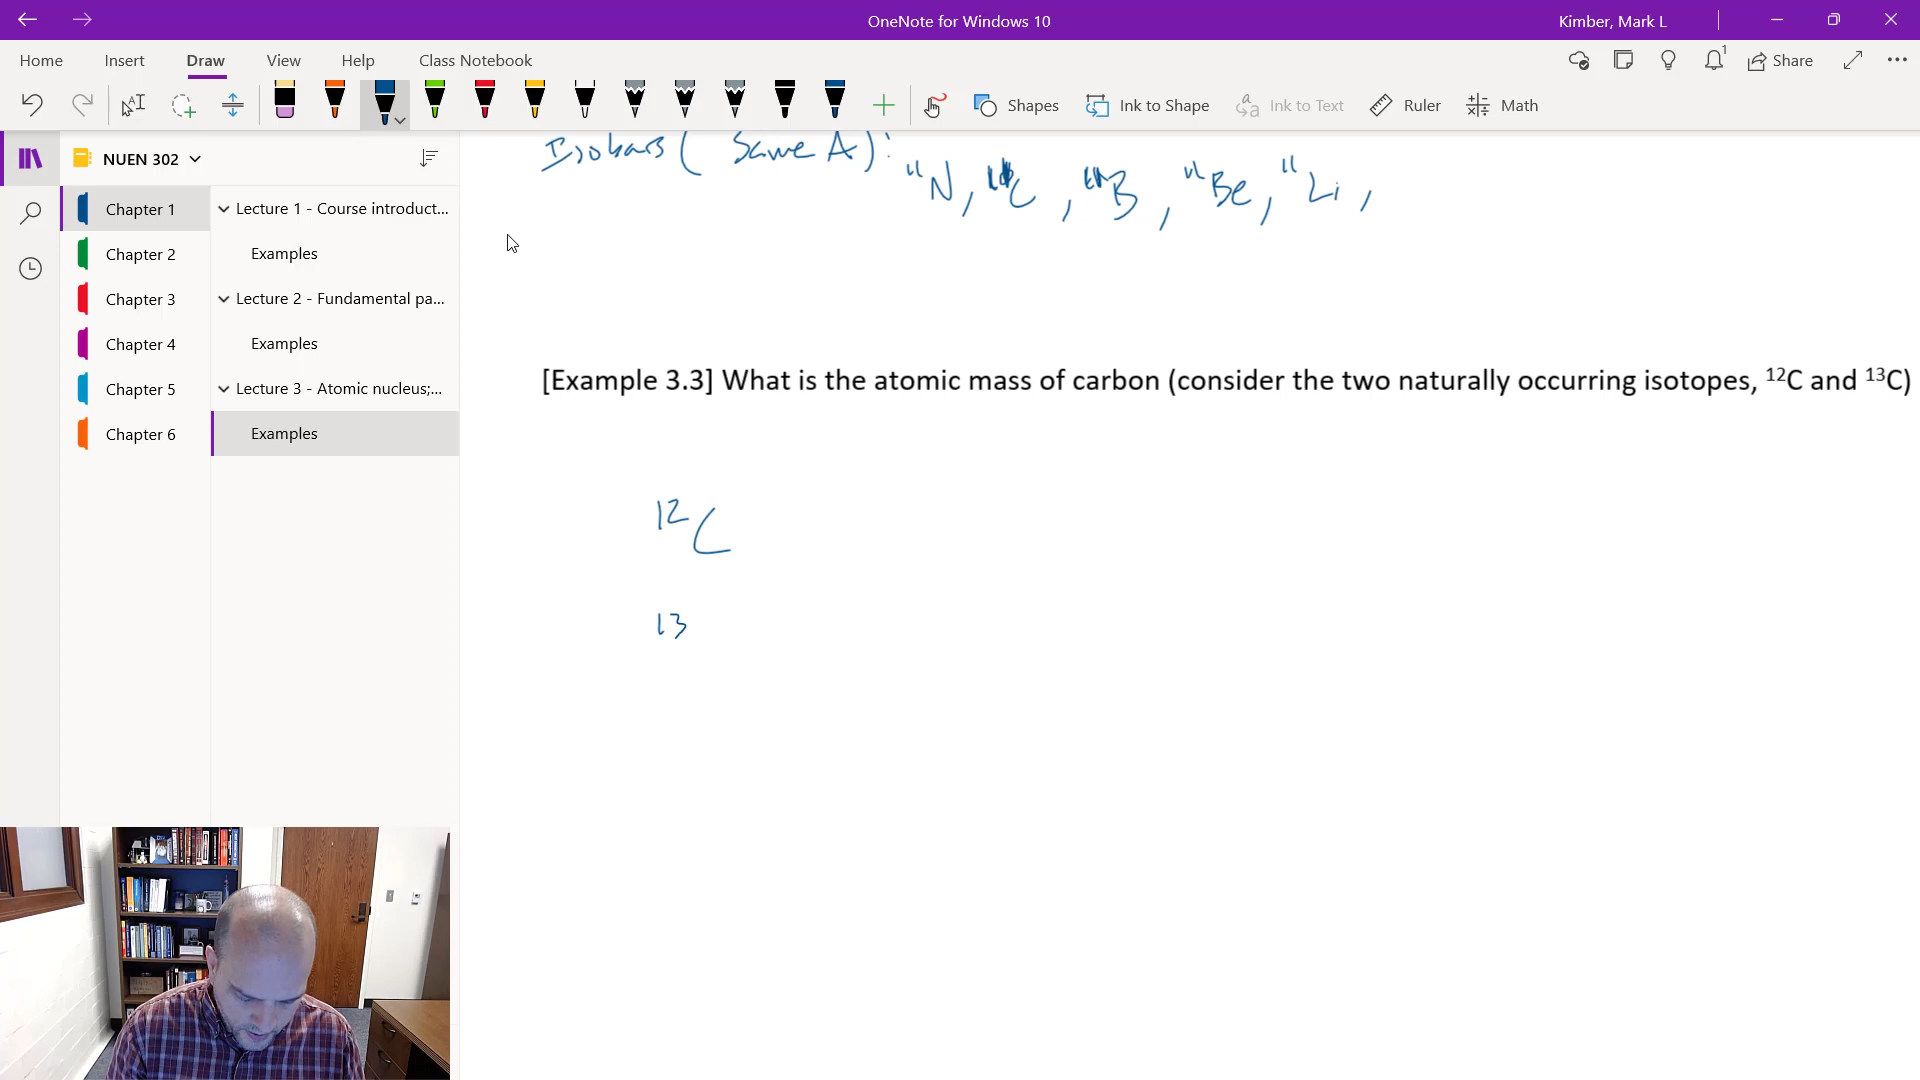 OneNote for Windows 10
Kimber, Mark L
Home Insert Draw View Help Class Notebook
1 Share
Shapes Ink to Shape Ink to Text Ruler Math
NUEN 302
Chapter 1
Chapter 2
Chapter 3
Chapter 4
Chapter 5
Chapter 6
Lecture 1 - Course introduct...
Examples
Lecture 2 - Fundamental pa...
Examples
Lecture 3 - Atomic nucleus;...
Examples
Isobars (Same A): ¹¹N, ¹¹C, ¹¹B, ¹¹Be, ¹¹Li,
[Example 3.3] What is the atomic mass of carbon (consider the two naturally occurring isotopes, ¹²C and ¹³C)
¹²C
13